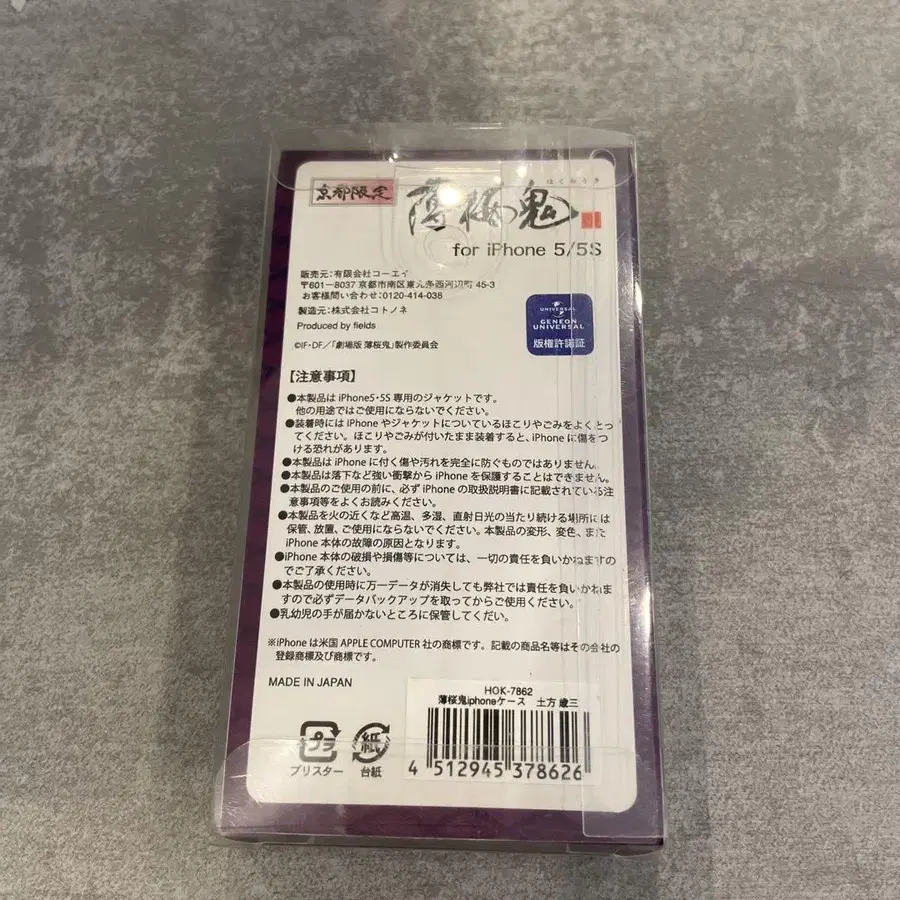 はくおうき
京都限定 薄桜鬼
for iPhone 5/5S
販売元:有限会社コーエイ
〒601-8037 京都市南区東九条西河辺町 45-3
お客様問い合わせ:0120-414-038
製造元:株式会社コトノネ
Produced by fields
©IF・DF/「劇場版 薄桜鬼」製作委員会
UNIVERSAL
GENEON
UNIVERSAL
版権許諾証
【注意事項】
●本製品は iPhone5・5S 専用のジャケットです。
他の用途ではご使用にならないでください。
●装着時には iPhone やジャケットについているほこりやごみをよくとっ
てください。ほこりやごみが付いたまま装着すると、iPhone に傷をつ
ける恐れがあります。
●本製品は iPhone に付く傷や汚れを完全に防ぐものではありません。
●本製品は落下など強い衝撃から iPhone を保護することはできません。
●本製品のご使用の前に、必ず iPhone の取扱説明書に記載されている注
意事項等をよくお読みください。
●本製品を火の近くなど高温、多湿、直射日光の当たり続ける場所には
保管、放置、ご使用にならないでください。本製品の変形、変色、また
iPhone 本体の故障の原因となります。
●iPhone 本体の破損や損傷等については、一切の責任を負いかねますの
でご了承ください。
●本製品の使用時に万一データが消失しても弊社では責任を負いかねま
すので必ずデータバックアップを取ってからご使用ください。
●乳幼児の手が届かないところに保管してくだい。
※iPhone は米国 APPLE COMPUTER 社の商標です。記載の商品名等はその会社の
登録商標及び商標です。
MADE IN JAPAN
HOK-7862
薄桜鬼iphoneケース 土方 歳三
4 512945 378626
プラ 紙
ブリスター 台紙